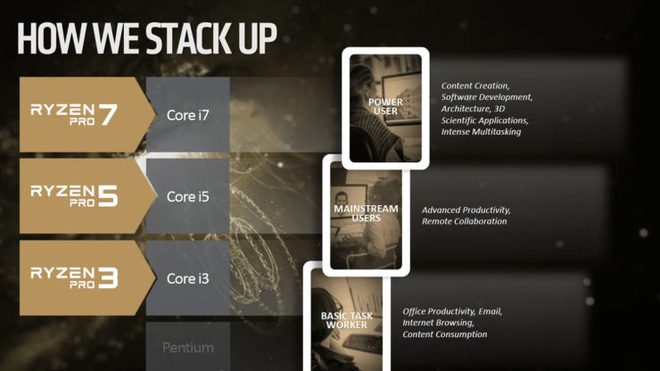 HOW WE STACK UP
RYZEN
PRO 7
Core i7
POWER
USER
Content Creation,
Software Development,
Architecture, 3D
Scientific Applications,
Intense Multitasking
RYZEN
PRO 5
Core i5
MAINSTREAM
USERS
Advanced Productivity,
Remote Collaboration
RYZEN
PRO 3
Core i3
BASIC TASK
WORKER
Office Productivity, Email,
Internet Browsing,
Content Consumption
Pentium